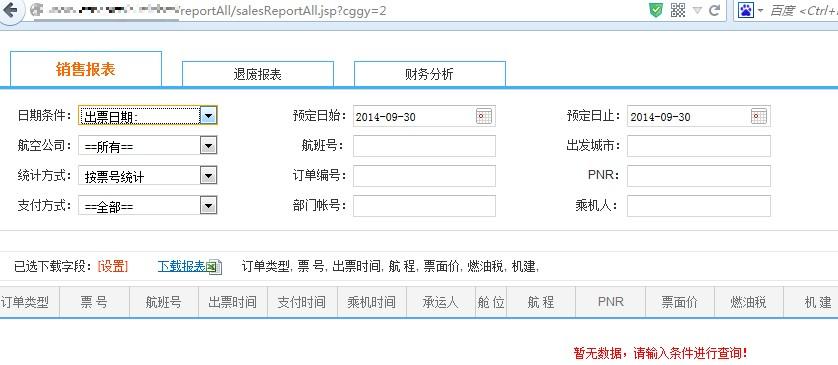 /reportAll/salesReportAll.jsp?cggy=2
百度 <Ctrl+
销售报表 退废报表 财务分析
日期条件: 出票日期: 预定日始: 2014-09-30 预定日止: 2014-09-30
航空公司: ==所有== 航班号: 出发城市:
统计方式: 按票号统计 订单编号: PNR:
支付方式: ==全部== 部门帐号: 乘机人:
已选下载字段: [设置] 下载报表 订单类型, 票 号, 出票时间, 航 程, 票面价, 燃油税, 机建,
订单类型 票 号 航班号 出票时间 支付时间 乘机时间 承运人 舱 位 航 程 PNR 票面价 燃油税 机 建
暂无数据，请输入条件进行查询!